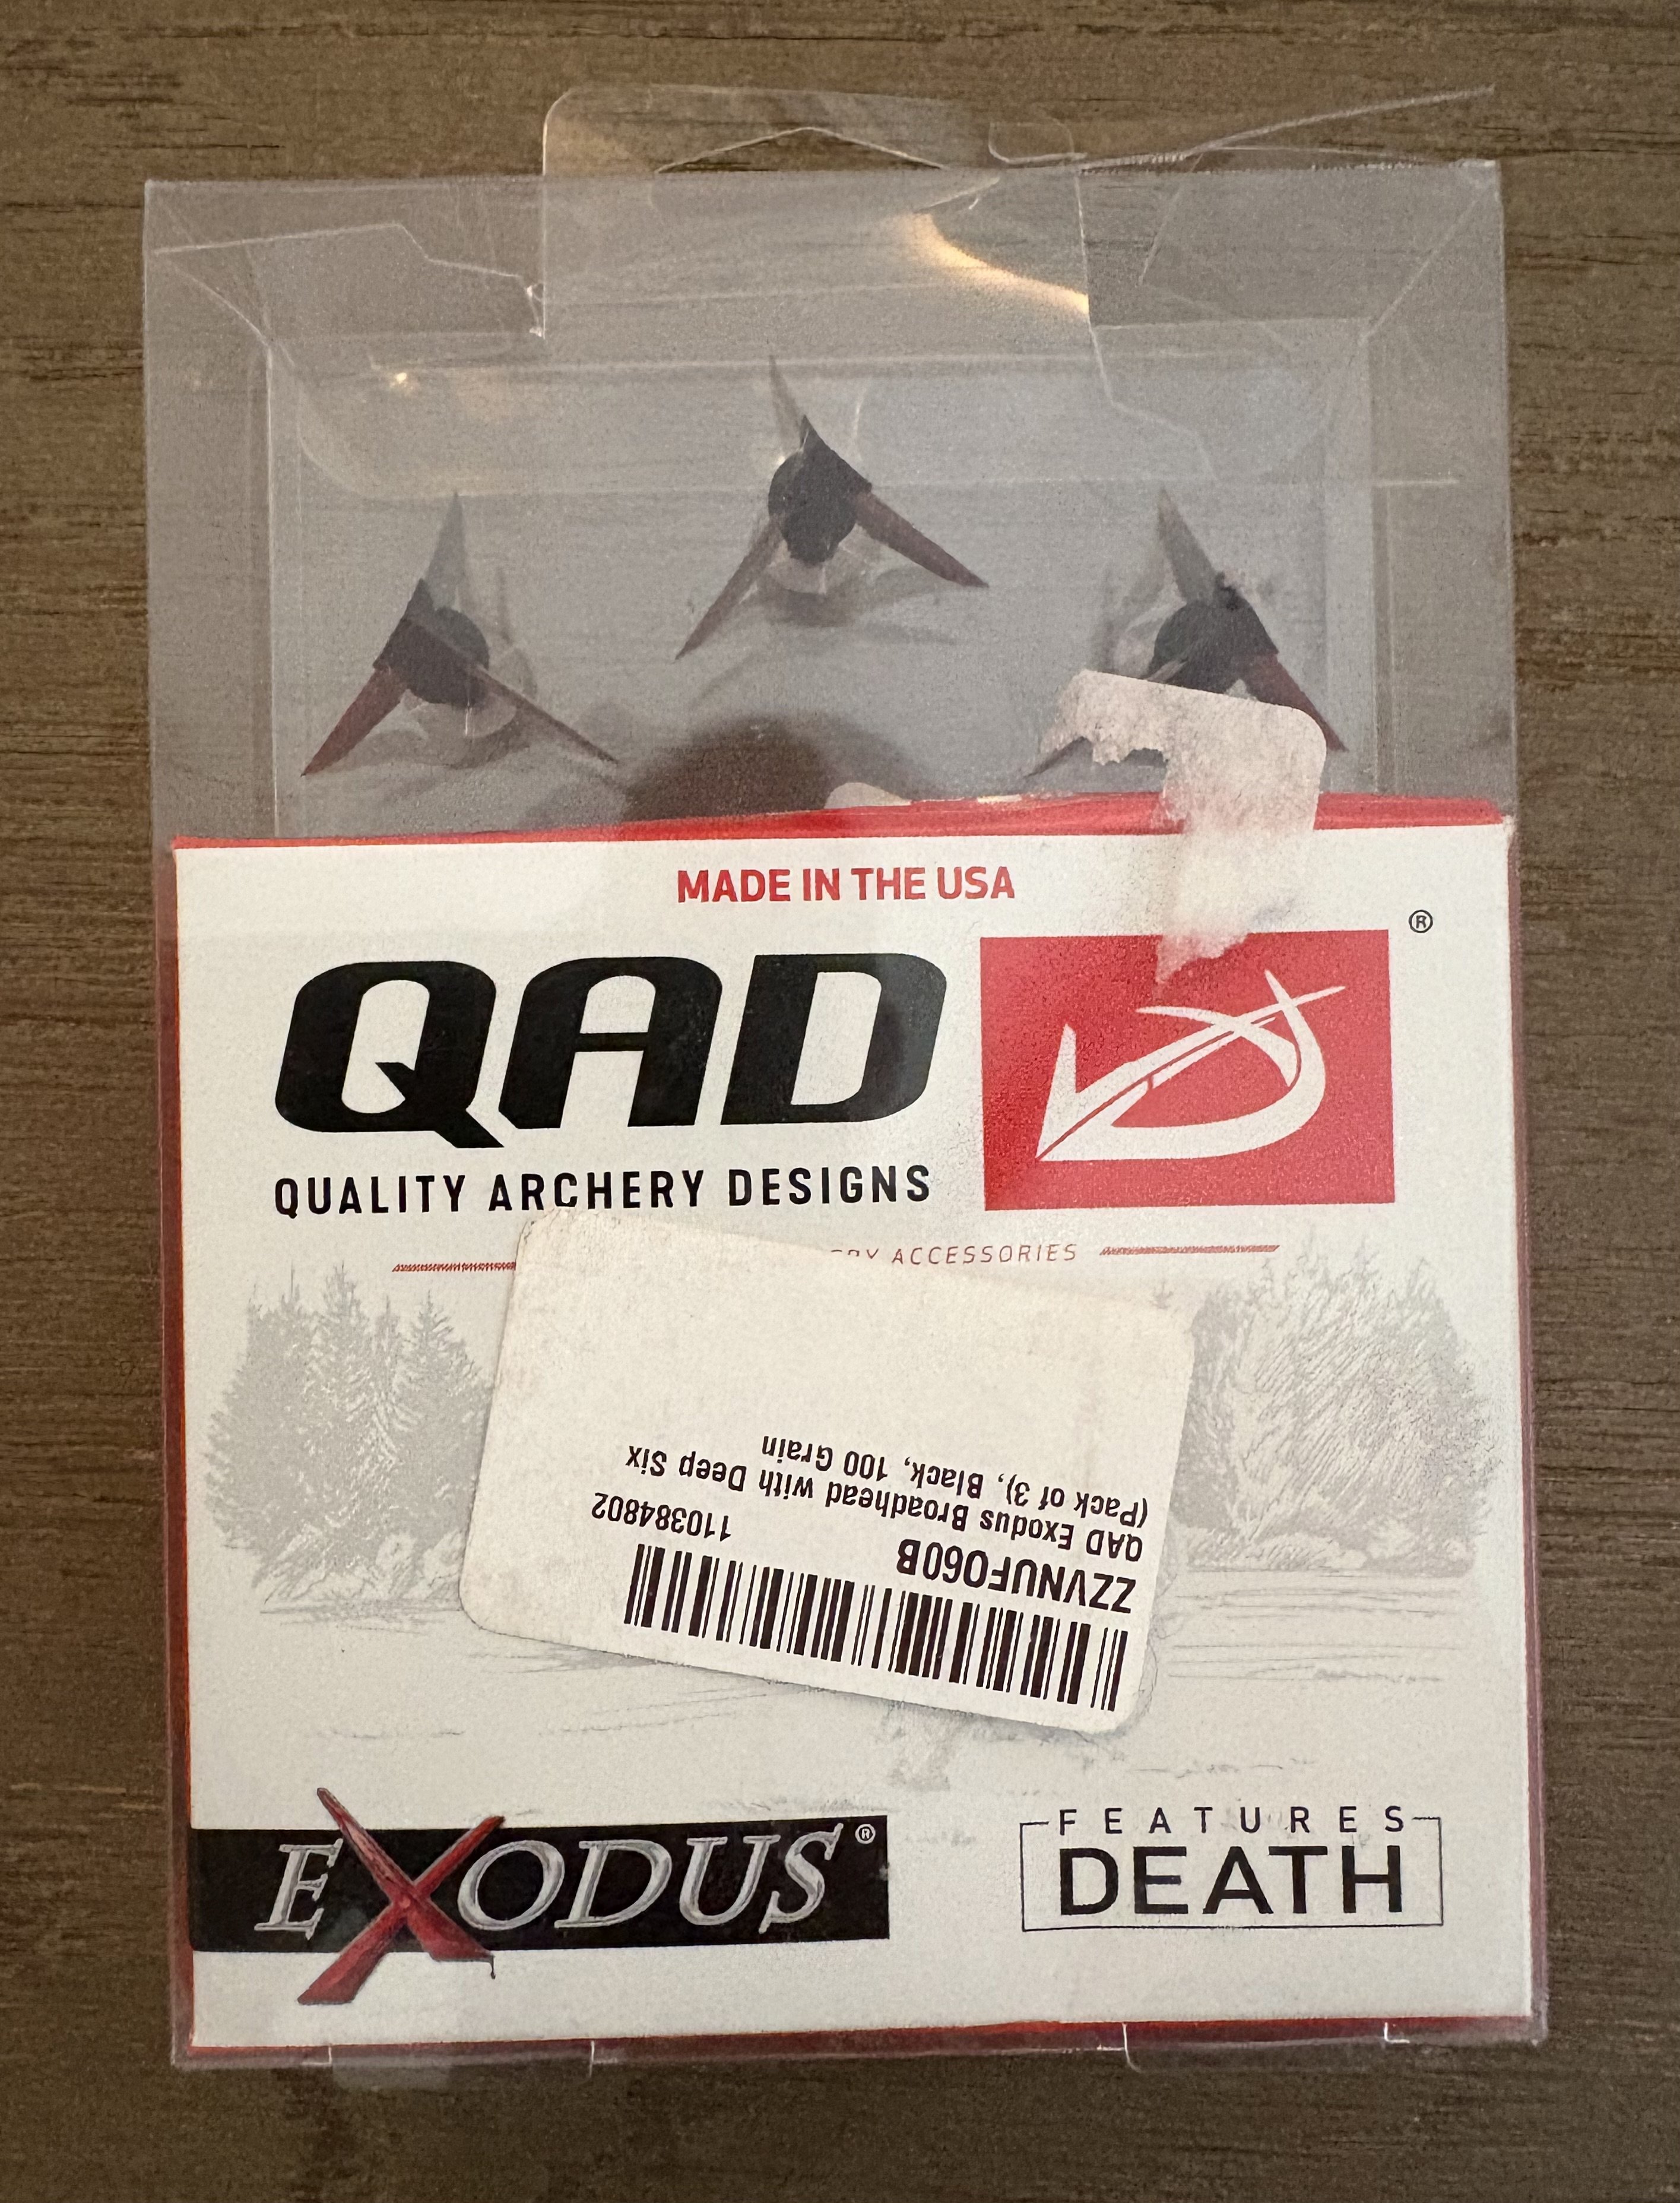 MADE IN THE USA
®
QAD
QUALITY ARCHERY DESIGNS
ACCESSORIES
ZZVNUFO60B
110384802
QAD Exodus Broadhead with Deep Six
(Pack of 3), Black, 100 Grain
EXODUS®
FEATURES
DEATH